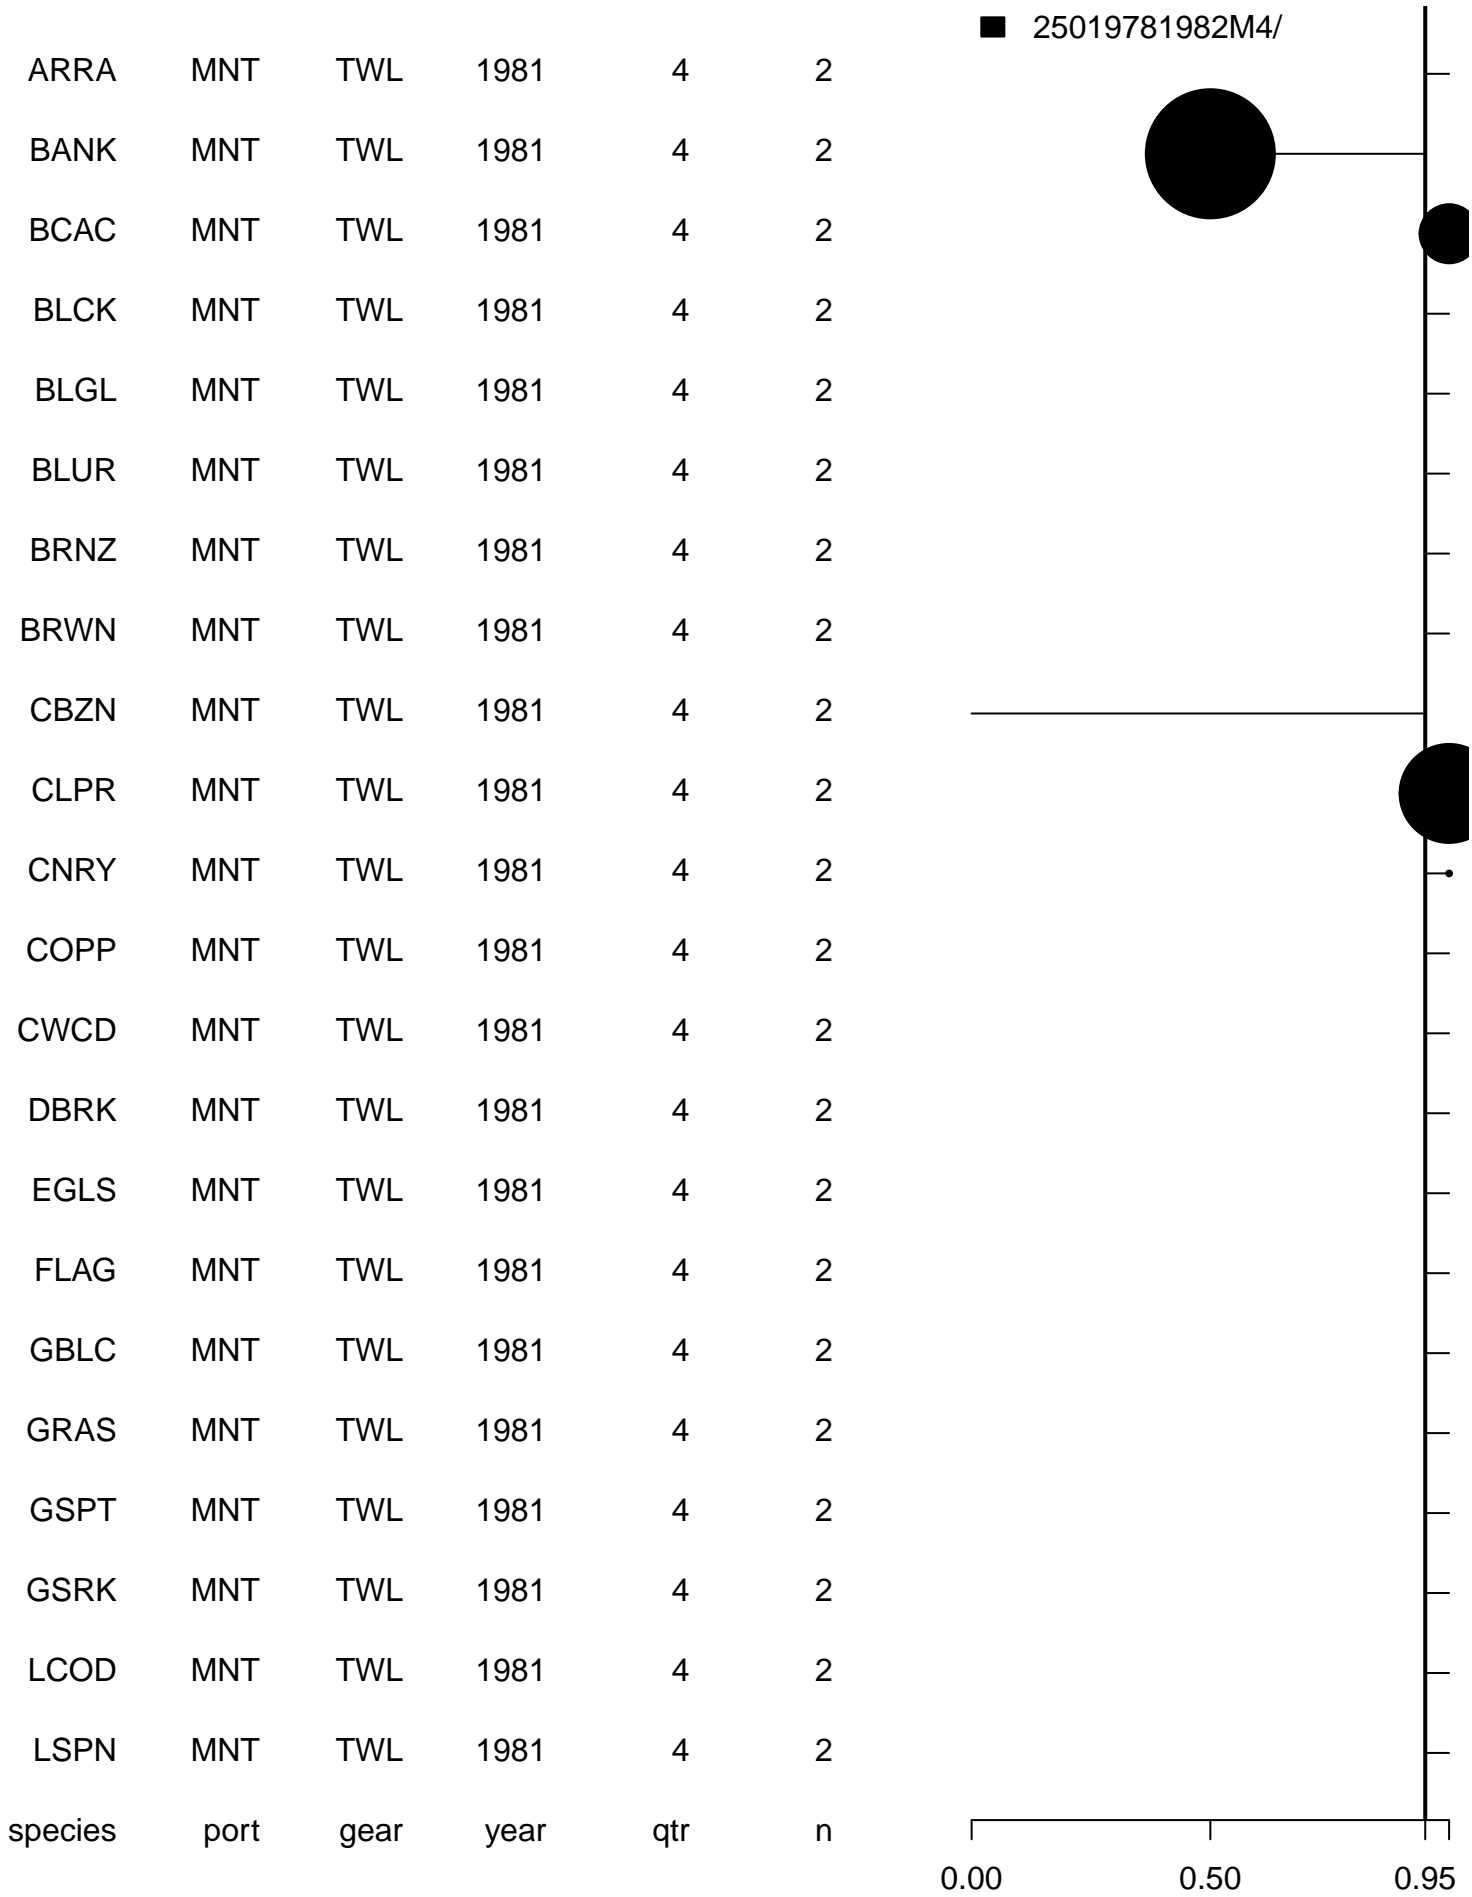 25019781982M4/
ARRA MNT TWL 1981 4 2
BANK MNT TWL 1981 4 2
BCAC MNT TWL 1981 4 2
BLCK MNT TWL 1981 4 2
BLGL MNT TWL 1981 4 2
BLUR MNT TWL 1981 4 2
BRNZ MNT TWL 1981 4 2
BRWN MNT TWL 1981 4 2
CBZN MNT TWL 1981 4 2
CLPR MNT TWL 1981 4 2
CNRY MNT TWL 1981 4 2
COPP MNT TWL 1981 4 2
CWCD MNT TWL 1981 4 2
DBRK MNT TWL 1981 4 2
EGLS MNT TWL 1981 4 2
FLAG MNT TWL 1981 4 2
GBLC MNT TWL 1981 4 2
GRAS MNT TWL 1981 4 2
GSPT MNT TWL 1981 4 2
GSRK MNT TWL 1981 4 2
LCOD MNT TWL 1981 4 2
LSPN MNT TWL 1981 4 2
species port gear year qtr n
0.00 0.50 0.95